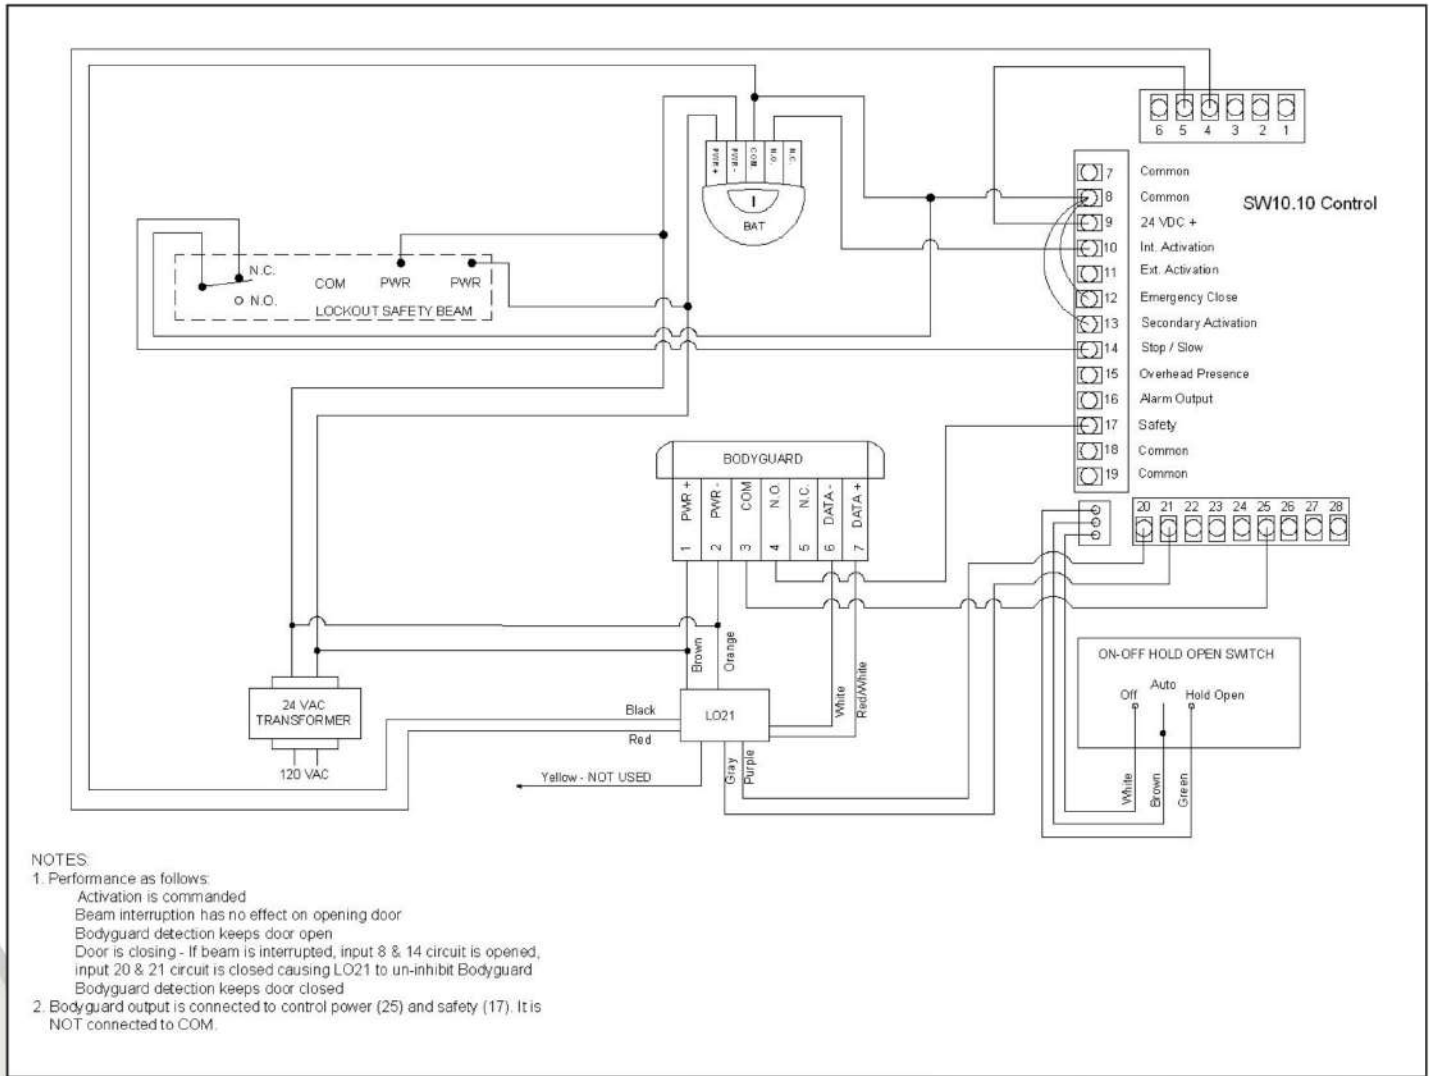 6 5 4 3 2 1
SW10.10 Control
7 Common
8 Common
9 24 VDC +
10 Int. Activation
11 Ext. Activation
12 Emergency Close
13 Secondary Activation
14 Stop / Slow
15 Overhead Presence
16 Alarm Output
17 Safety
18 Common
19 Common
20 21 22 23 24 25 26 27 28
PWR +
PWR -
COM.
N.O.
N.C.
I
BAT
N.C.
N.O.
COM PWR PWR
LOCKOUT SAFETY BEAM
BODYGUARD
PWR +
PWR -
COM
N.O.
N.C.
DATA -
DATA +
1 2 3 4 5 6 7
Brown
Orange
White
Red/White
24 VAC
TRANSFORMER
120 VAC
Black
Red
LO21
Yellow - NOT USED
Gray
Purple
ON-OFF HOLD OPEN SWITCH
Off
Auto
Hold Open
White
Brown
Green
NOTES:
1. Performance as follows:
Activation is commanded
Beam interruption has no effect on opening door
Bodyguard detection keeps door open
Door is closing - If beam is interrupted, input 8 & 14 circuit is opened,
input 20 & 21 circuit is closed causing LO21 to un-inhibit Bodyguard
Bodyguard detection keeps door closed
2. Bodyguard output is connected to control power (25) and safety (17). It is
NOT connected to COM.